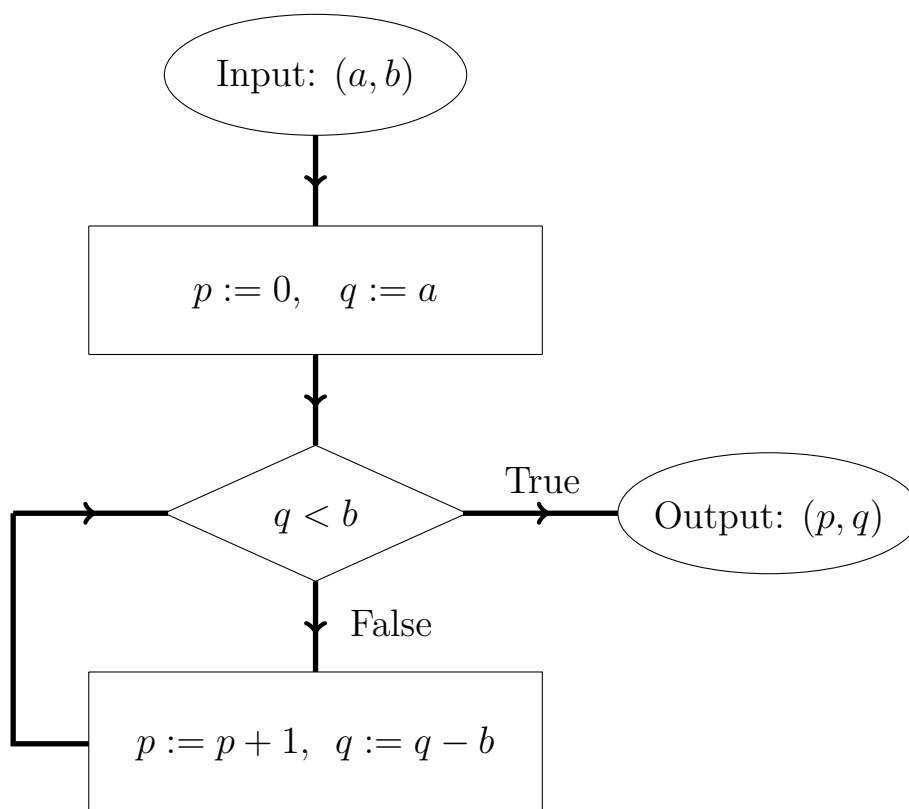 Input: (a, b)
p := 0, q := a
q < b
True
Output: (p, q)
False
p := p + 1, q := q − b